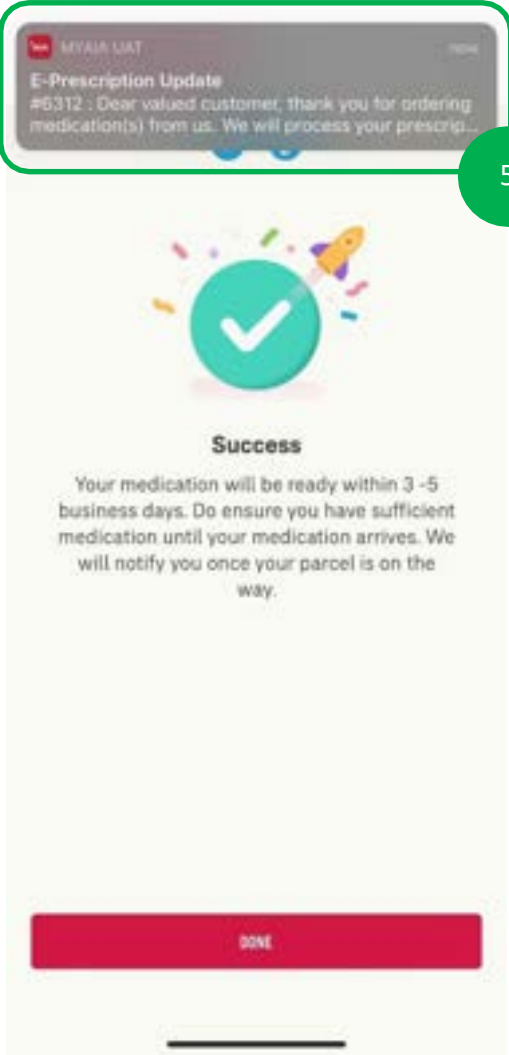 MYAIA UAT now
E-Prescription Update
#6312 : Dear valued customer, thank you for ordering
medication(s) from us. We will process your prescrip...
5
Success
Your medication will be ready within 3 -5
business days. Do ensure you have sufficient
medication until your medication arrives. We
will notify you once your parcel is on the
way.
DONE